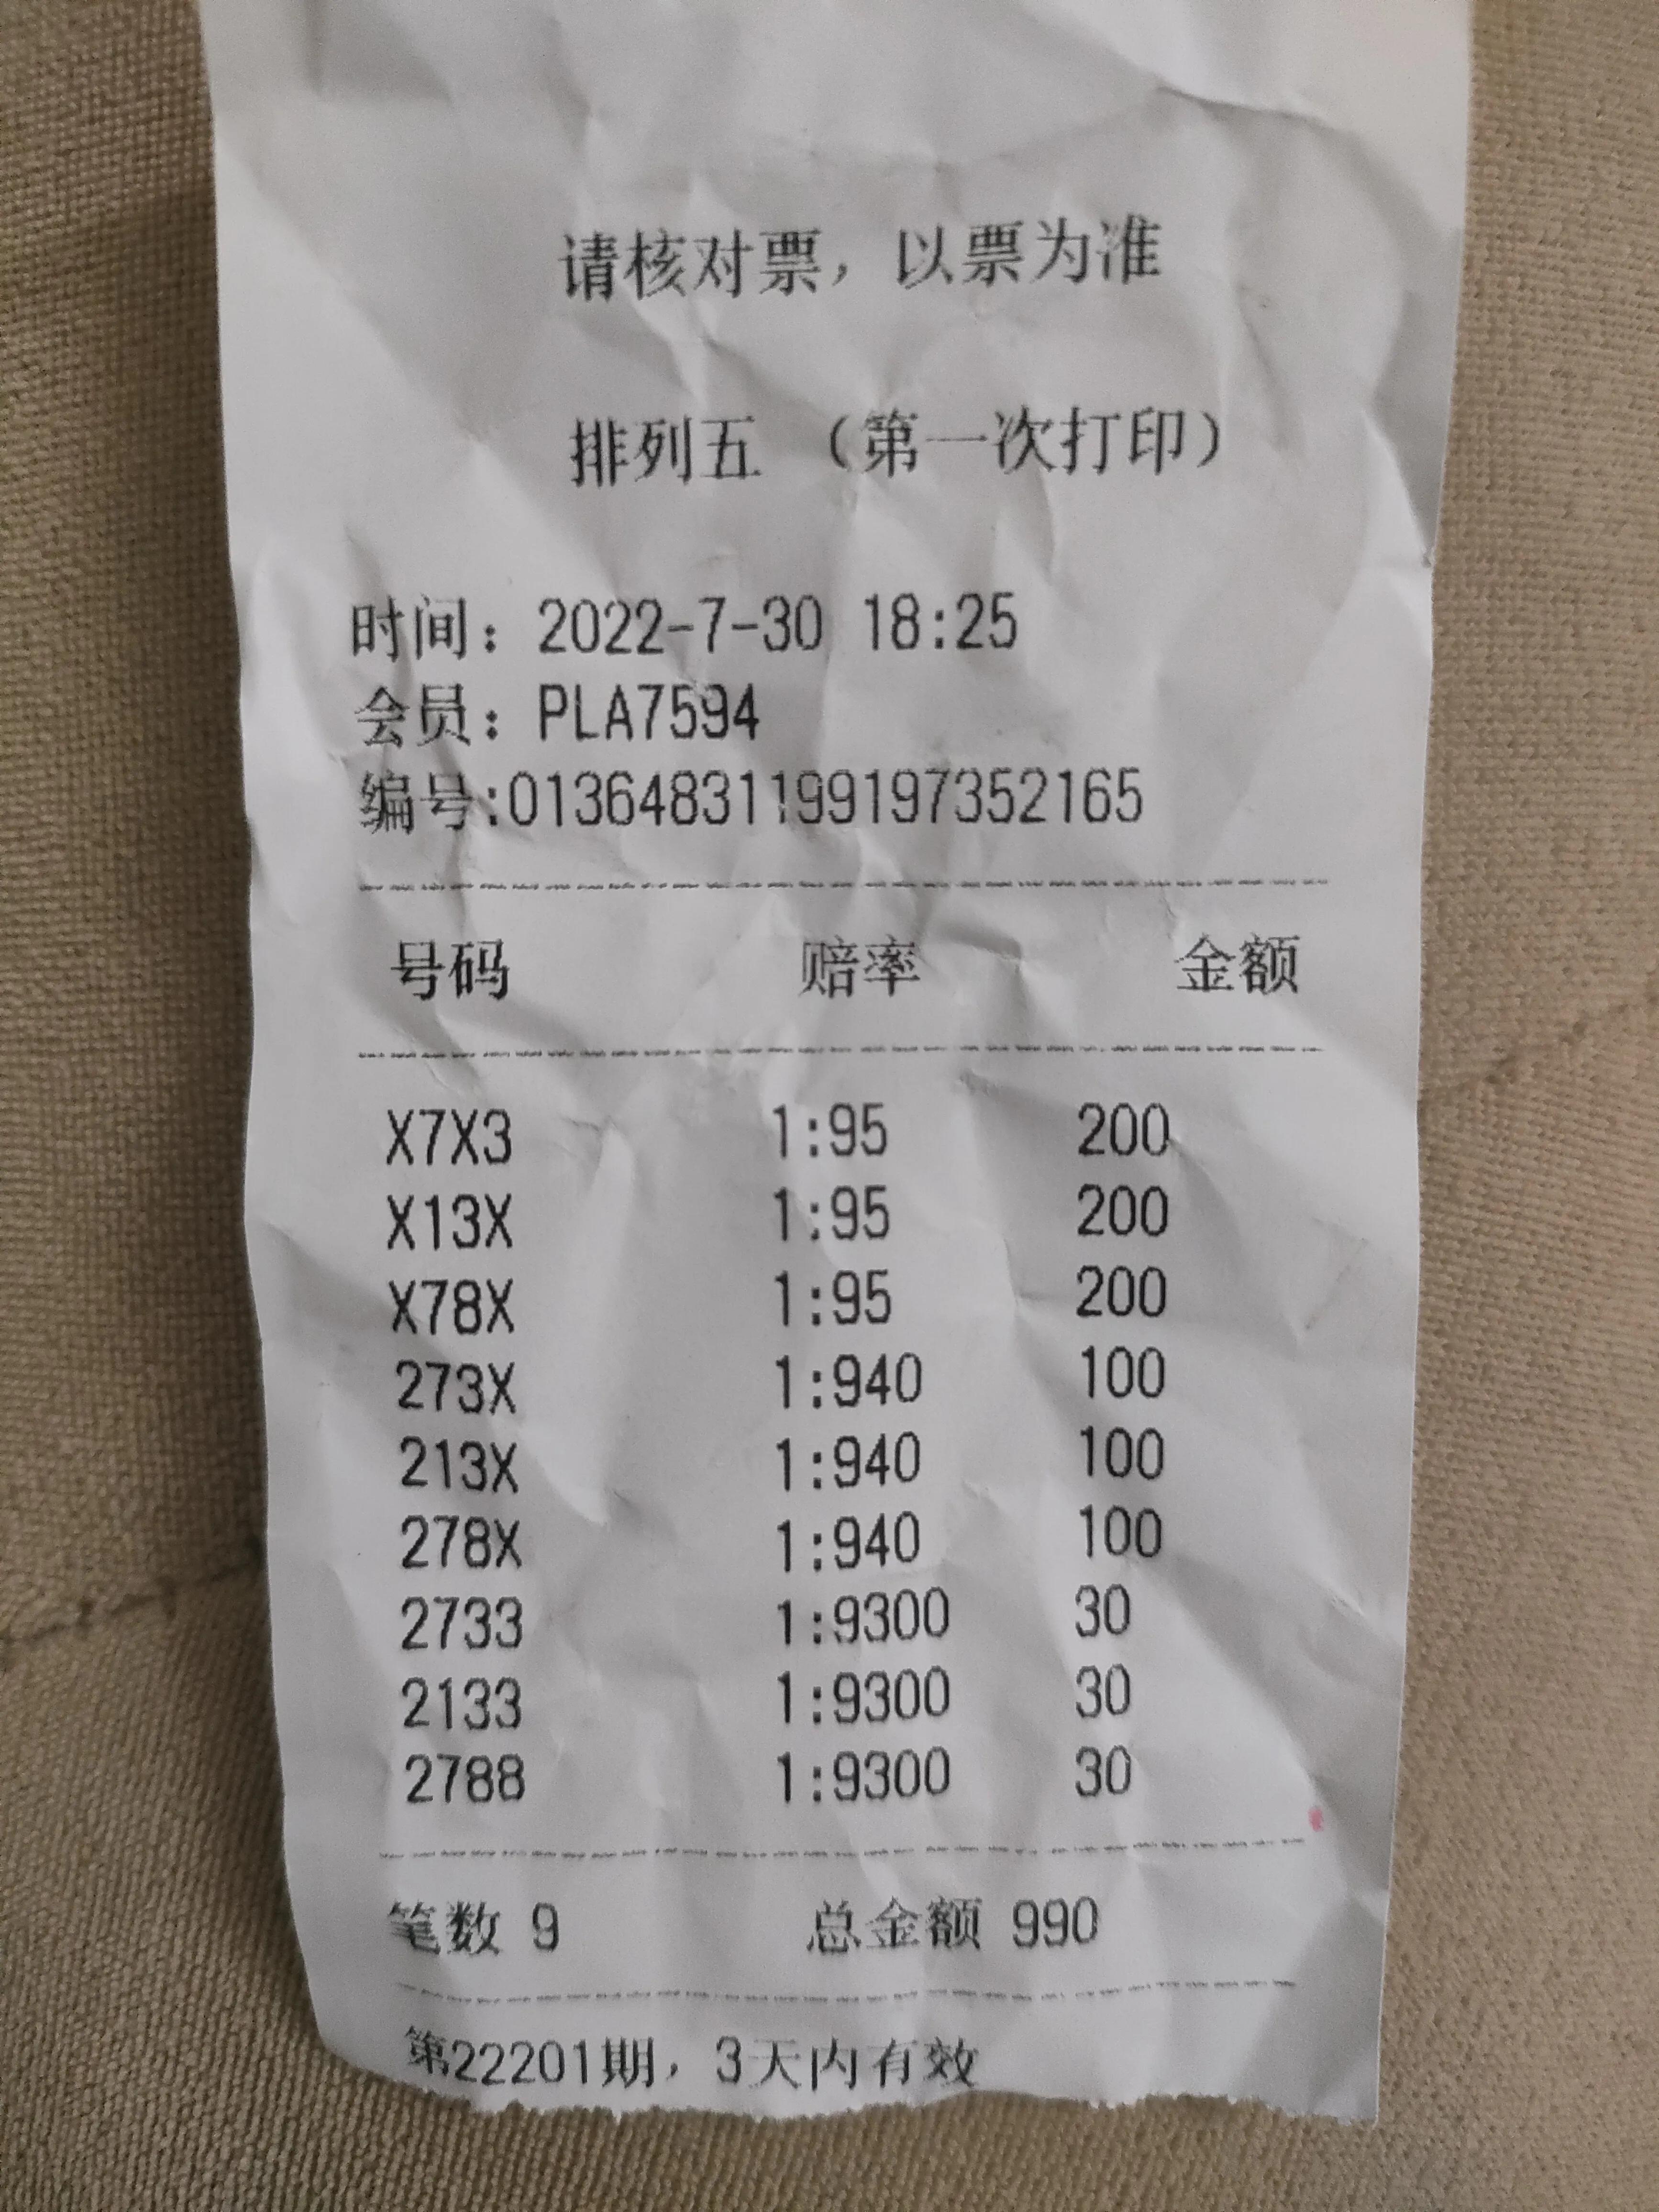 请核对票，以票为准
排列五 （第一次打印）
时间：2022-7-30 18:25
会员：PLA7594
编号:01364831199197352165
号码 赔率 金额
X7X3 1:95 200
X13X 1:95 200
X78X 1:95 200
273X 1:940 100
213X 1:940 100
278X 1:940 100
2733 1:9300 30
2133 1:9300 30
2788 1:9300 30
笔数 9 总金额 990
第22201期，3天内有效